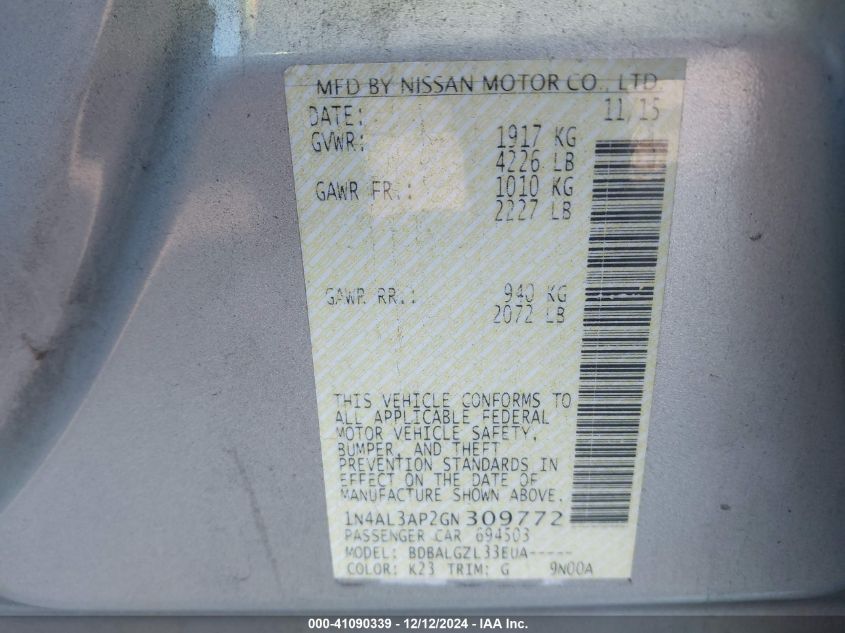 MFD BY NISSAN MOTOR CO., LTD.
DATE: 11/15
GVWR: 1917 KG
4226 LB
GAWR FR.: 1010 KG
2227 LB
GAWR RR.: 940 KG
2072 LB
THIS VEHICLE CONFORMS TO
ALL APPLICABLE FEDERAL
MOTOR VEHICLE SAFETY,
BUMPER, AND THEFT
PREVENTION STANDARDS IN
EFFECT ON THE DATE OF
MANUFACTURE SHOWN ABOVE.
1N4AL3AP2GN309772
PASSENGER CAR 694503
MODEL: BDBALGZL33EUA-----
COLOR: K23 TRIM: G 9N00A
000-41090339 - 12/12/2024 - IAA Inc.